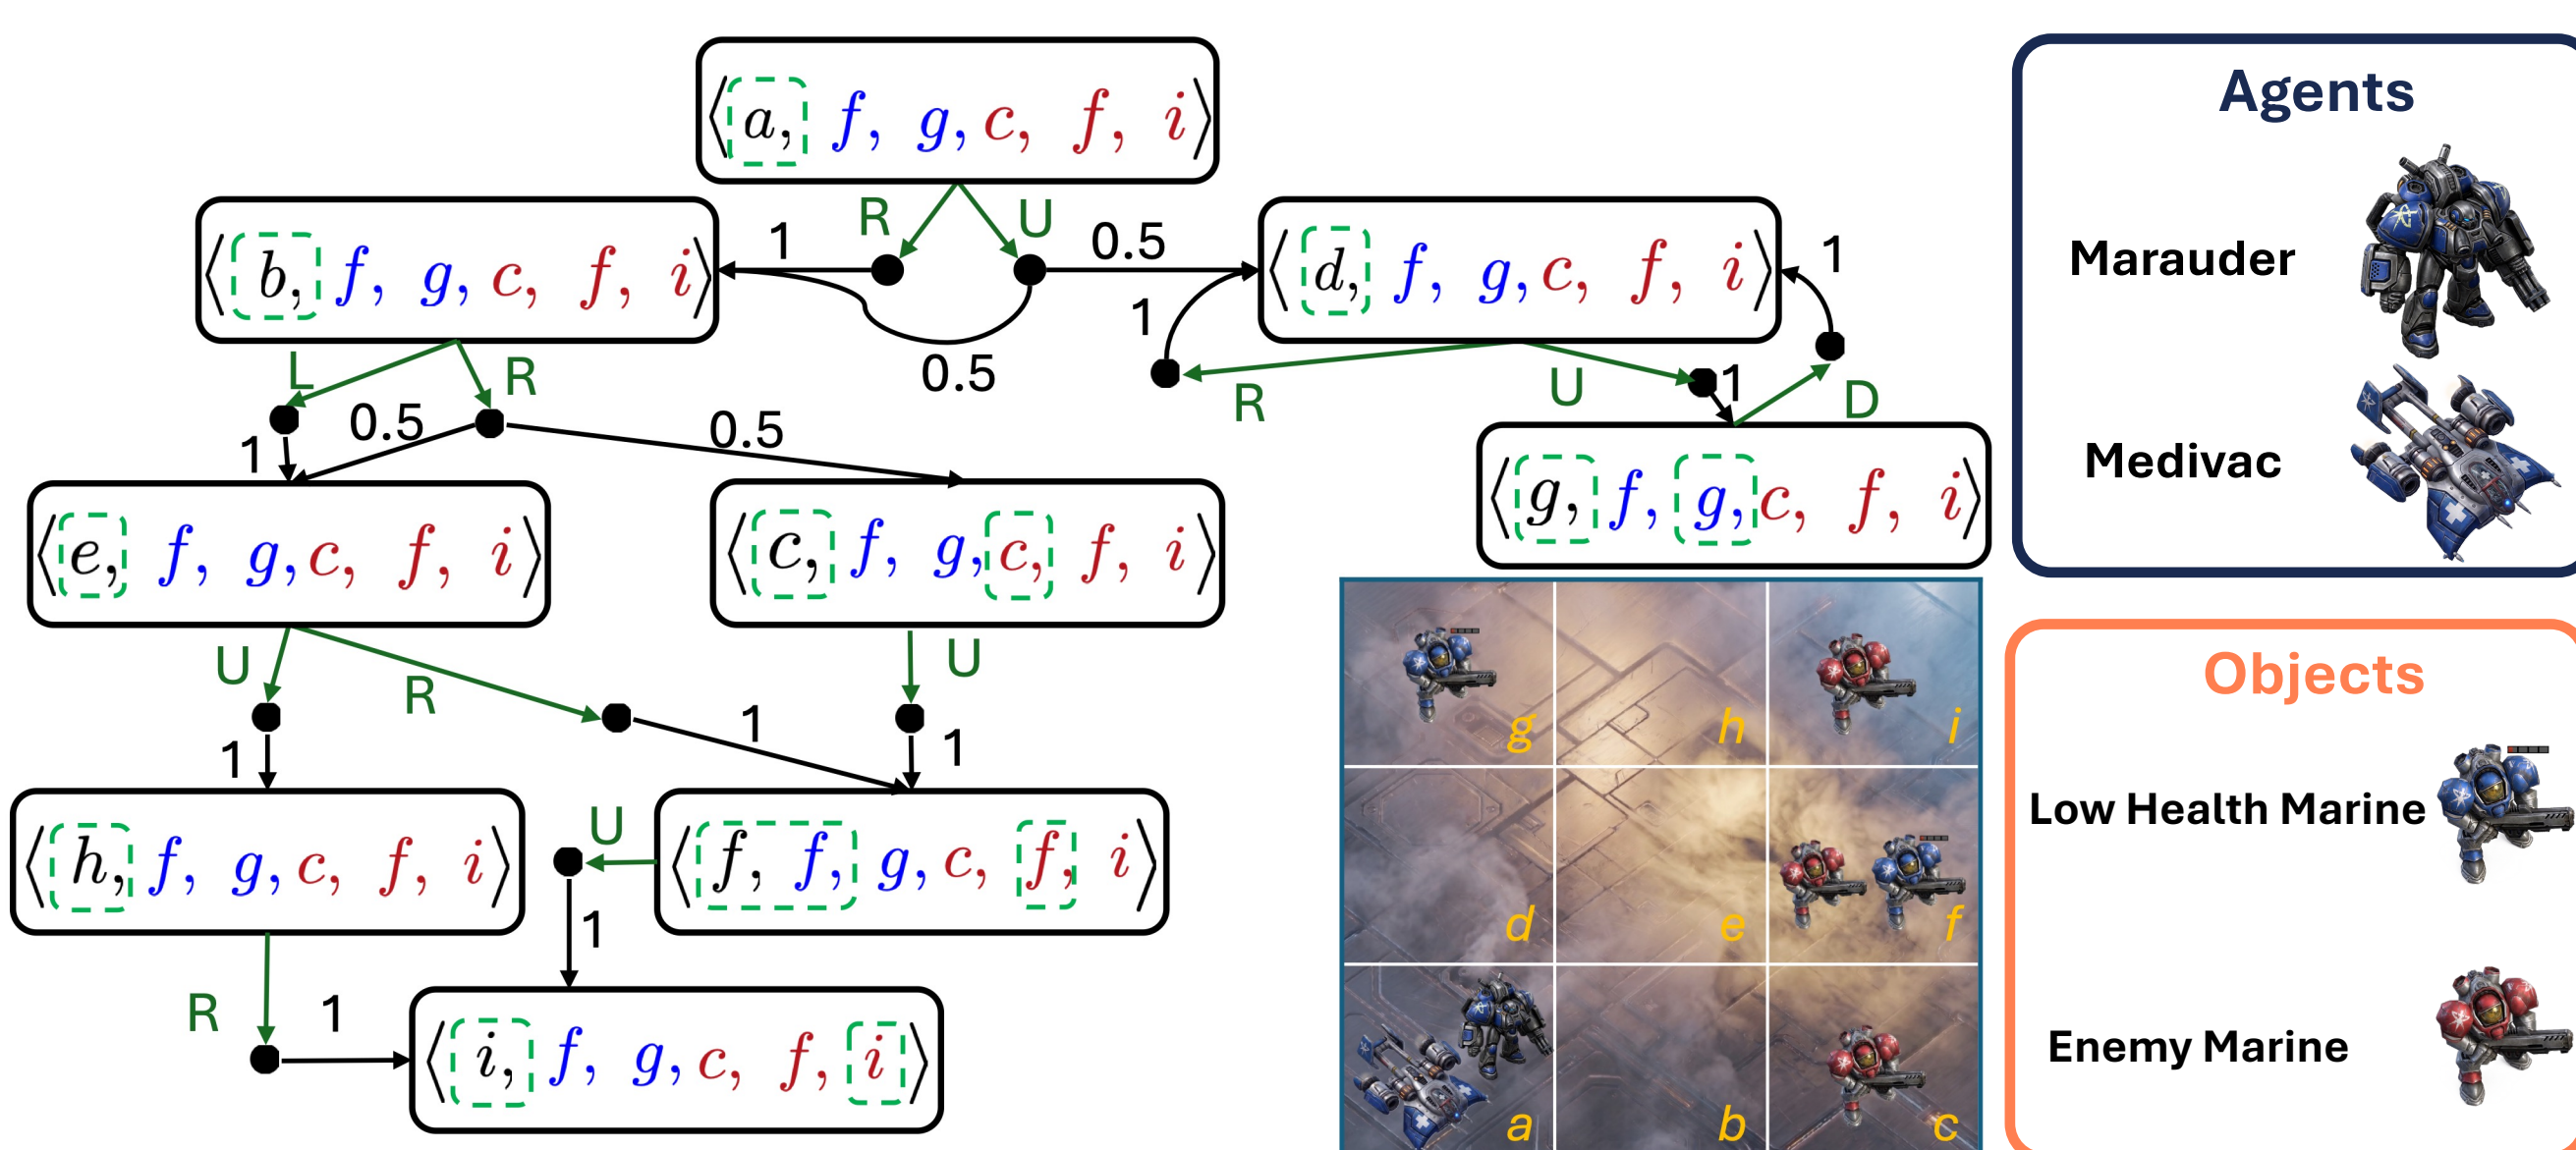 ⟨a, f, g, c, f, i⟩
R
U
1
0.5
0.5
⟨b, f, g, c, f, i⟩
⟨d, f, g, c, f, i⟩
1
1
L
R
R
U
1
D
1
0.5
0.5
⟨e, f, g, c, f, i⟩
⟨c, f, g, c, f, i⟩
⟨g, f, g, c, f, i⟩
U
R
U
1
1
1
⟨h, f, g, c, f, i⟩
U
⟨f, f, g, c, f, i⟩
1
R
1
⟨i, f, g, c, f, i⟩
g
h
i
d
e
f
a
b
c
Agents
Marauder
Medivac
Objects
Low Health Marine
Enemy Marine